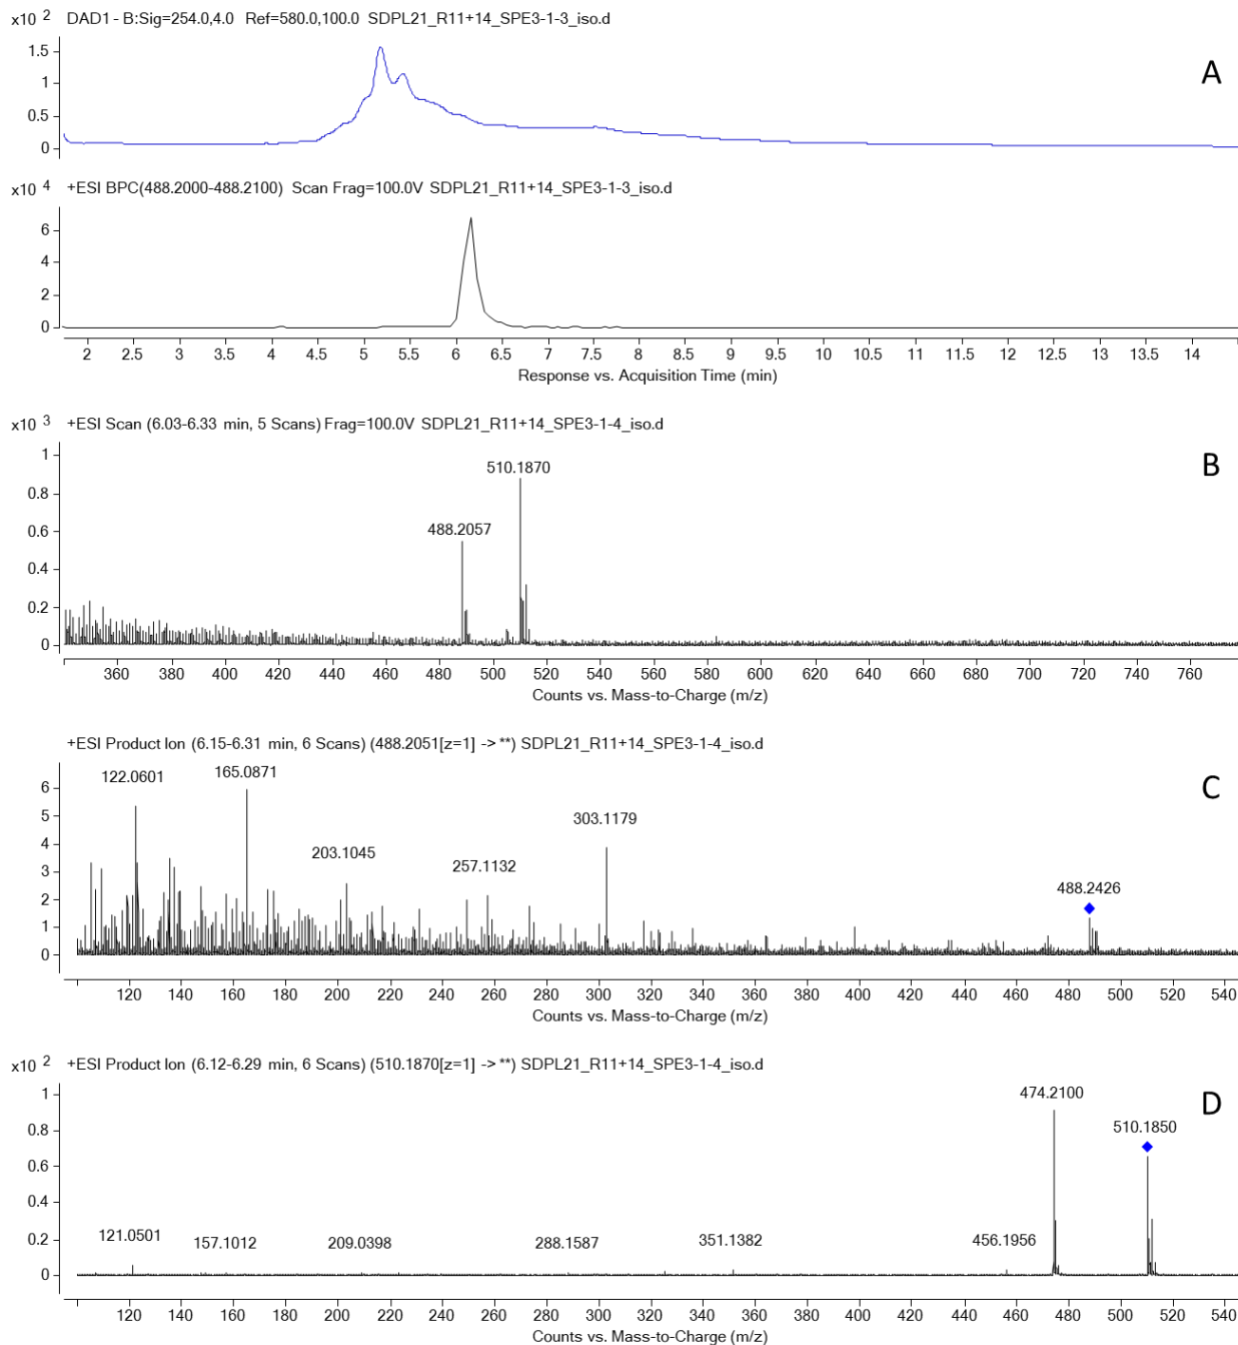 x10 2 DAD1 - B:Sig=254.0,4.0 Ref=580.0,100.0 SDPL21_R11+14_SPE3-1-3_iso.d
A
1.5
1
0.5
0
x10 4 +ESI BPC(488.2000-488.2100) Scan Frag=100.0V SDPL21_R11+14_SPE3-1-3_iso.d
6
4
2
0
2 2.5 3 3.5 4 4.5 5 5.5 6 6.5 7 7.5 8 8.5 9 9.5 10 10.5 11 11.5 12 12.5 13 13.5 14
Response vs. Acquisition Time (min)
x10 3 +ESI Scan (6.03-6.33 min, 5 Scans) Frag=100.0V SDPL21_R11+14_SPE3-1-4_iso.d
B
1
0.8
0.6
0.4
0.2
0
510.1870
488.2057
360 380 400 420 440 460 480 500 520 540 560 580 600 620 640 660 680 700 720 740 760
Counts vs. Mass-to-Charge (m/z)
+ESI Product Ion (6.15-6.31 min, 6 Scans) (488.2051[z=1] -> **) SDPL21_R11+14_SPE3-1-4_iso.d
C
6
5
4
3
2
1
0
122.0601 165.0871
303.1179
203.1045
257.1132
488.2426
120 140 160 180 200 220 240 260 280 300 320 340 360 380 400 420 440 460 480 500 520 540
Counts vs. Mass-to-Charge (m/z)
x10 2 +ESI Product Ion (6.12-6.29 min, 6 Scans) (510.1870[z=1] -> **) SDPL21_R11+14_SPE3-1-4_iso.d
D
1
0.8
0.6
0.4
0.2
0
474.2100
510.1850
121.0501 157.1012 209.0398 288.1587 351.1382 456.1956
120 140 160 180 200 220 240 260 280 300 320 340 360 380 400 420 440 460 480 500 520 540
Counts vs. Mass-to-Charge (m/z)